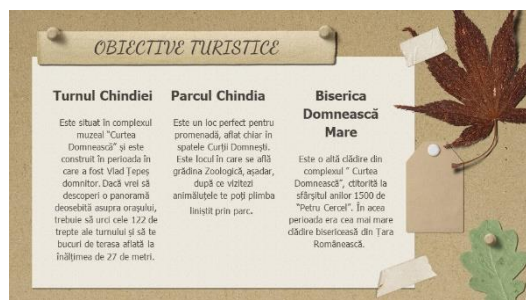 OBIECTIVE TURISTICE
Turnul Chindiei
Este situat în complexul
muzeal "Curtea
Domnească" și este
construit în perioada în
care a fost Vlad Țepeș
domnitor. Dacă vrei să
descoperi o panoramă
deosebită asupra orașului,
trebuie să urci cele 122 de
trepte ale turnului și să te
bucuri de terasa aflată la
înălțimea de 27 de metri.
Parcul Chindia
Este un loc perfect pentru
promenadă, aflat chiar în
spatele Curții Domnești.
Este locul în care se află
grădina Zoologică, așadar,
după ce vizitezi
animăluțele te poți plimba
liniștit prin parc.
Biserica
Domnească
Mare
Este o altă clădire din
complexul " Curtea
Domnească", ctitorită la
sfârșitul anilor 1500 de
"Petru Cercel". În acea
perioada era cea mai mare
clădire bisericeasă din Țara
Românească.